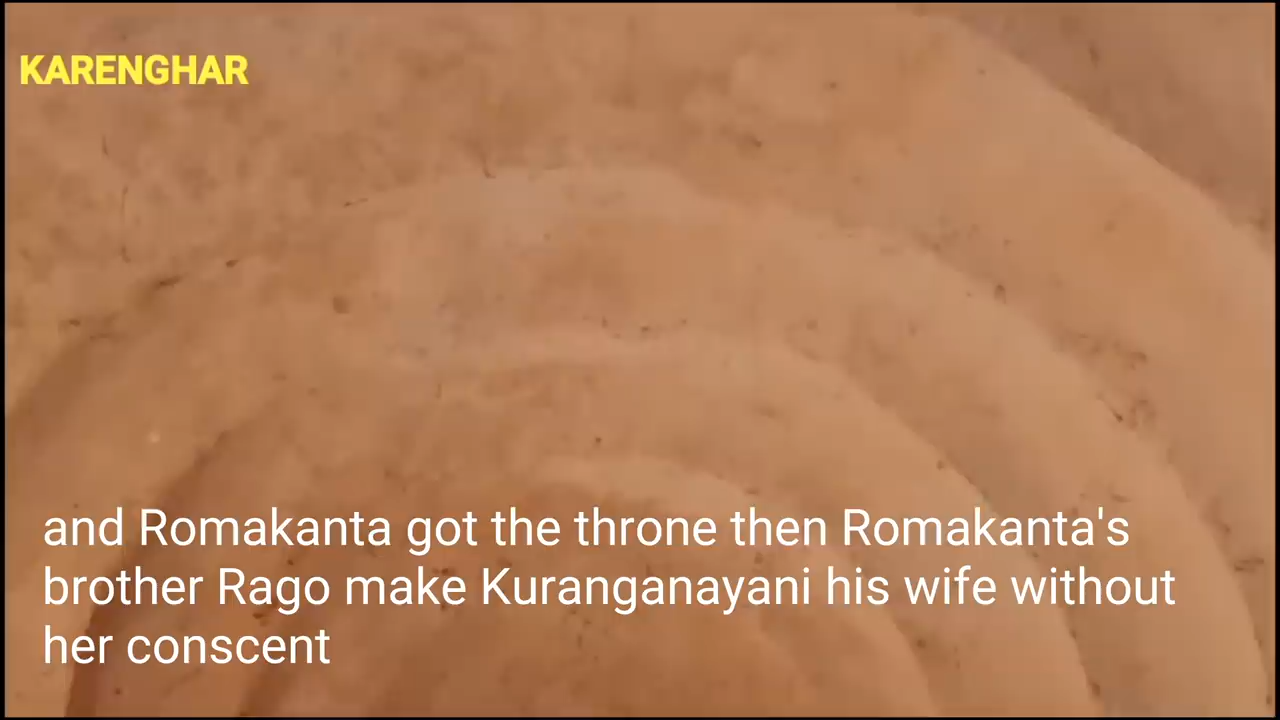 KARENGHAR
and Romakanta got the throne then Romakanta's
brother Rago make Kuranganayani his wife without
her conscent